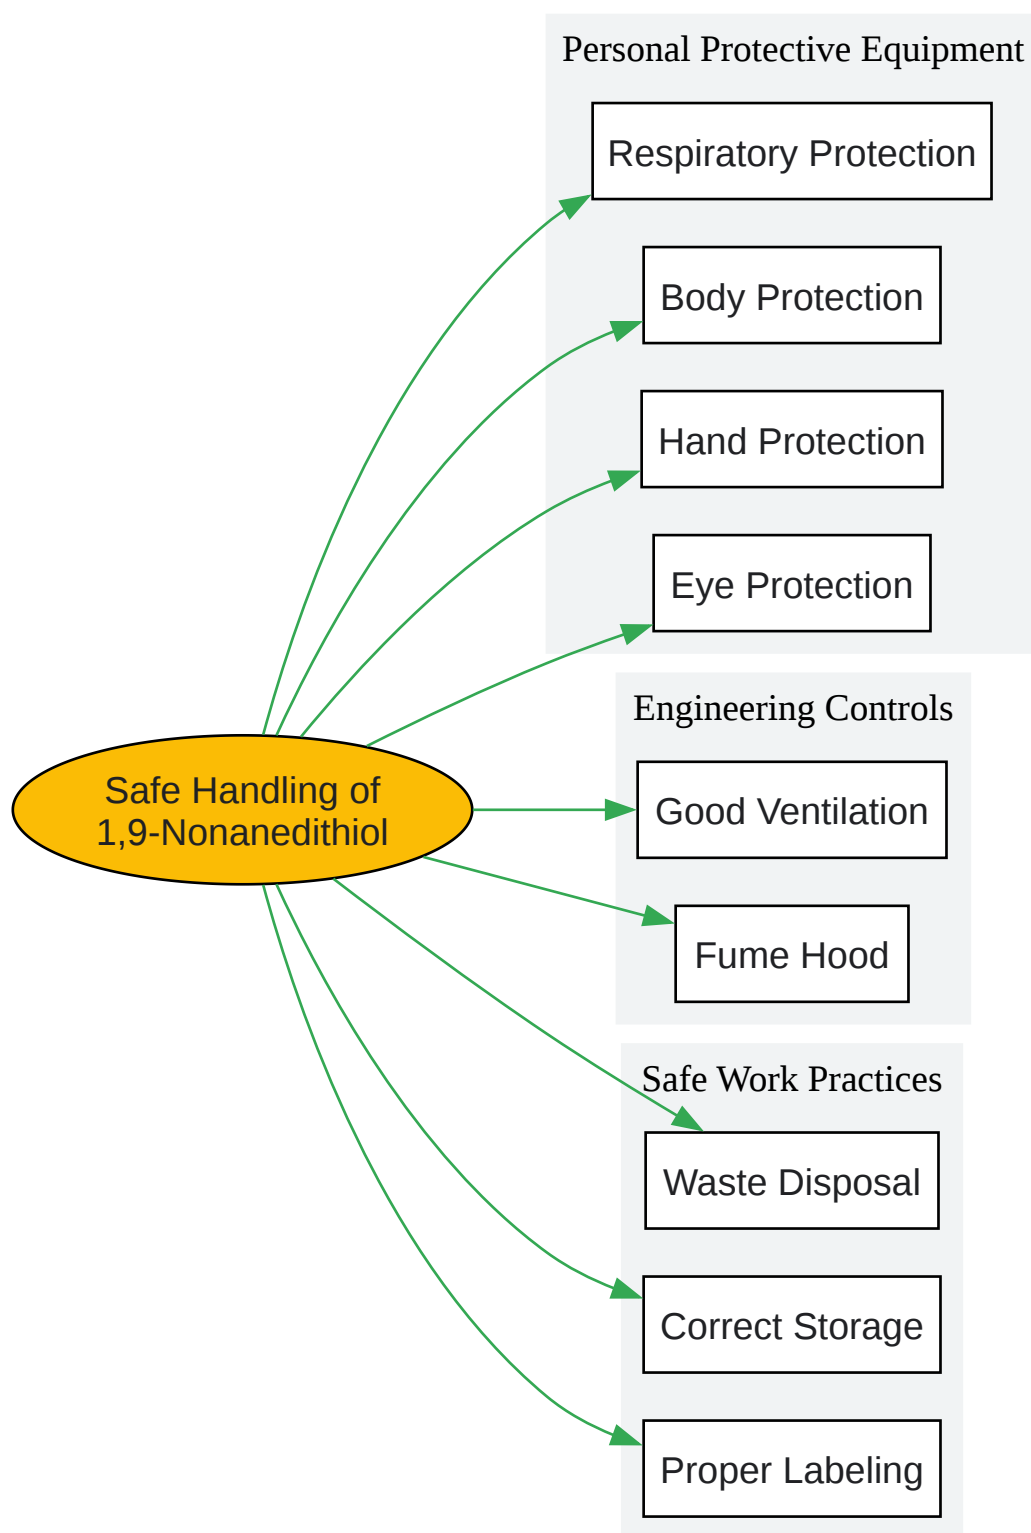 Personal Protective Equipment
Respiratory Protection
Body Protection
Hand Protection
Eye Protection
Engineering Controls
Safe Handling of
1,9-Nonanedithiol
Good Ventilation
Fume Hood
Safe Work Practices
Waste Disposal
Correct Storage
Proper Labeling